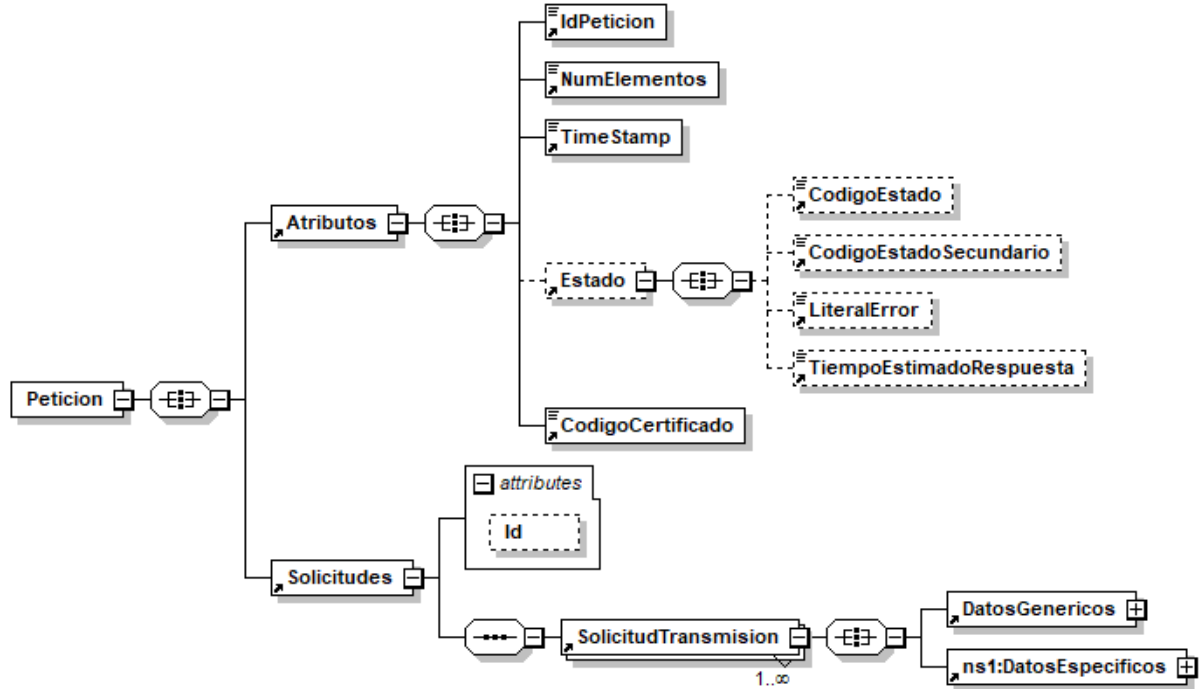 IdPeticion
NumElementos
TimeStamp
CodigoEstado
Atributos
CodigoEstadoSecundario
Estado
LiteralError
TiempoEstimadoRespuesta
Peticion
CodigoCertificado
attributes
Id
Solicitudes
DatosGenericos
SolicitudTransmision
ns1:DatosEspecificos
1..∞